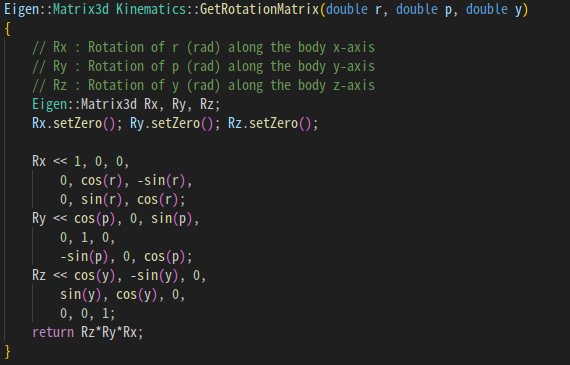 Eigen::Matrix3d Kinematics::GetRotationMatrix(double r, double p, double y)
{
    // Rx : Rotation of r (rad) along the body x-axis
    // Ry : Rotation of p (rad) along the body y-axis
    // Rz : Rotation of y (rad) along the body z-axis
    Eigen::Matrix3d Rx, Ry, Rz;
    Rx.setZero(); Ry.setZero(); Rz.setZero();

    Rx << 1, 0, 0,
        0, cos(r), -sin(r),
        0, sin(r), cos(r);
    Ry << cos(p), 0, sin(p),
        0, 1, 0,
        -sin(p), 0, cos(p);
    Rz << cos(y), -sin(y), 0,
        sin(y), cos(y), 0,
        0, 0, 1;
    return Rz*Ry*Rx;
}